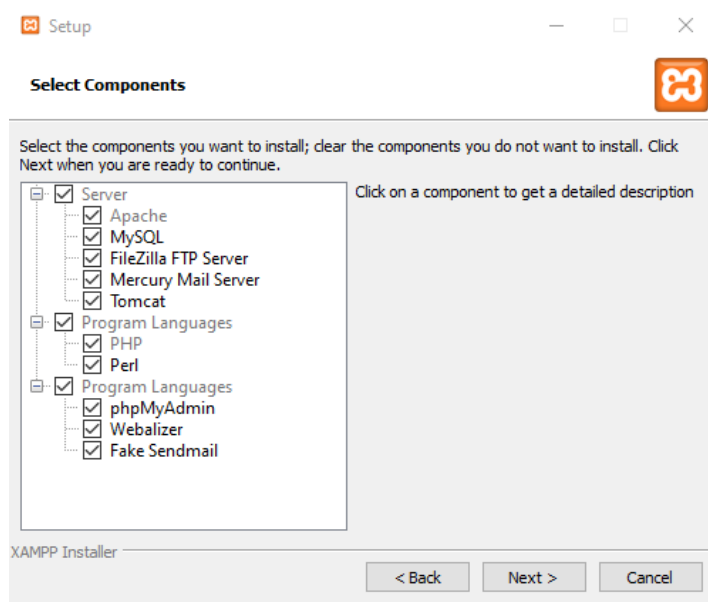 Setup
Select Components
Select the components you want to install; clear the components you do not want to install. Click
Next when you are ready to continue.
Server
Apache
MySQL
FileZilla FTP Server
Mercury Mail Server
Tomcat
Program Languages
PHP
Perl
Program Languages
phpMyAdmin
Webalizer
Fake Sendmail
Click on a component to get a detailed description
XAMPP Installer
< Back Next > Cancel